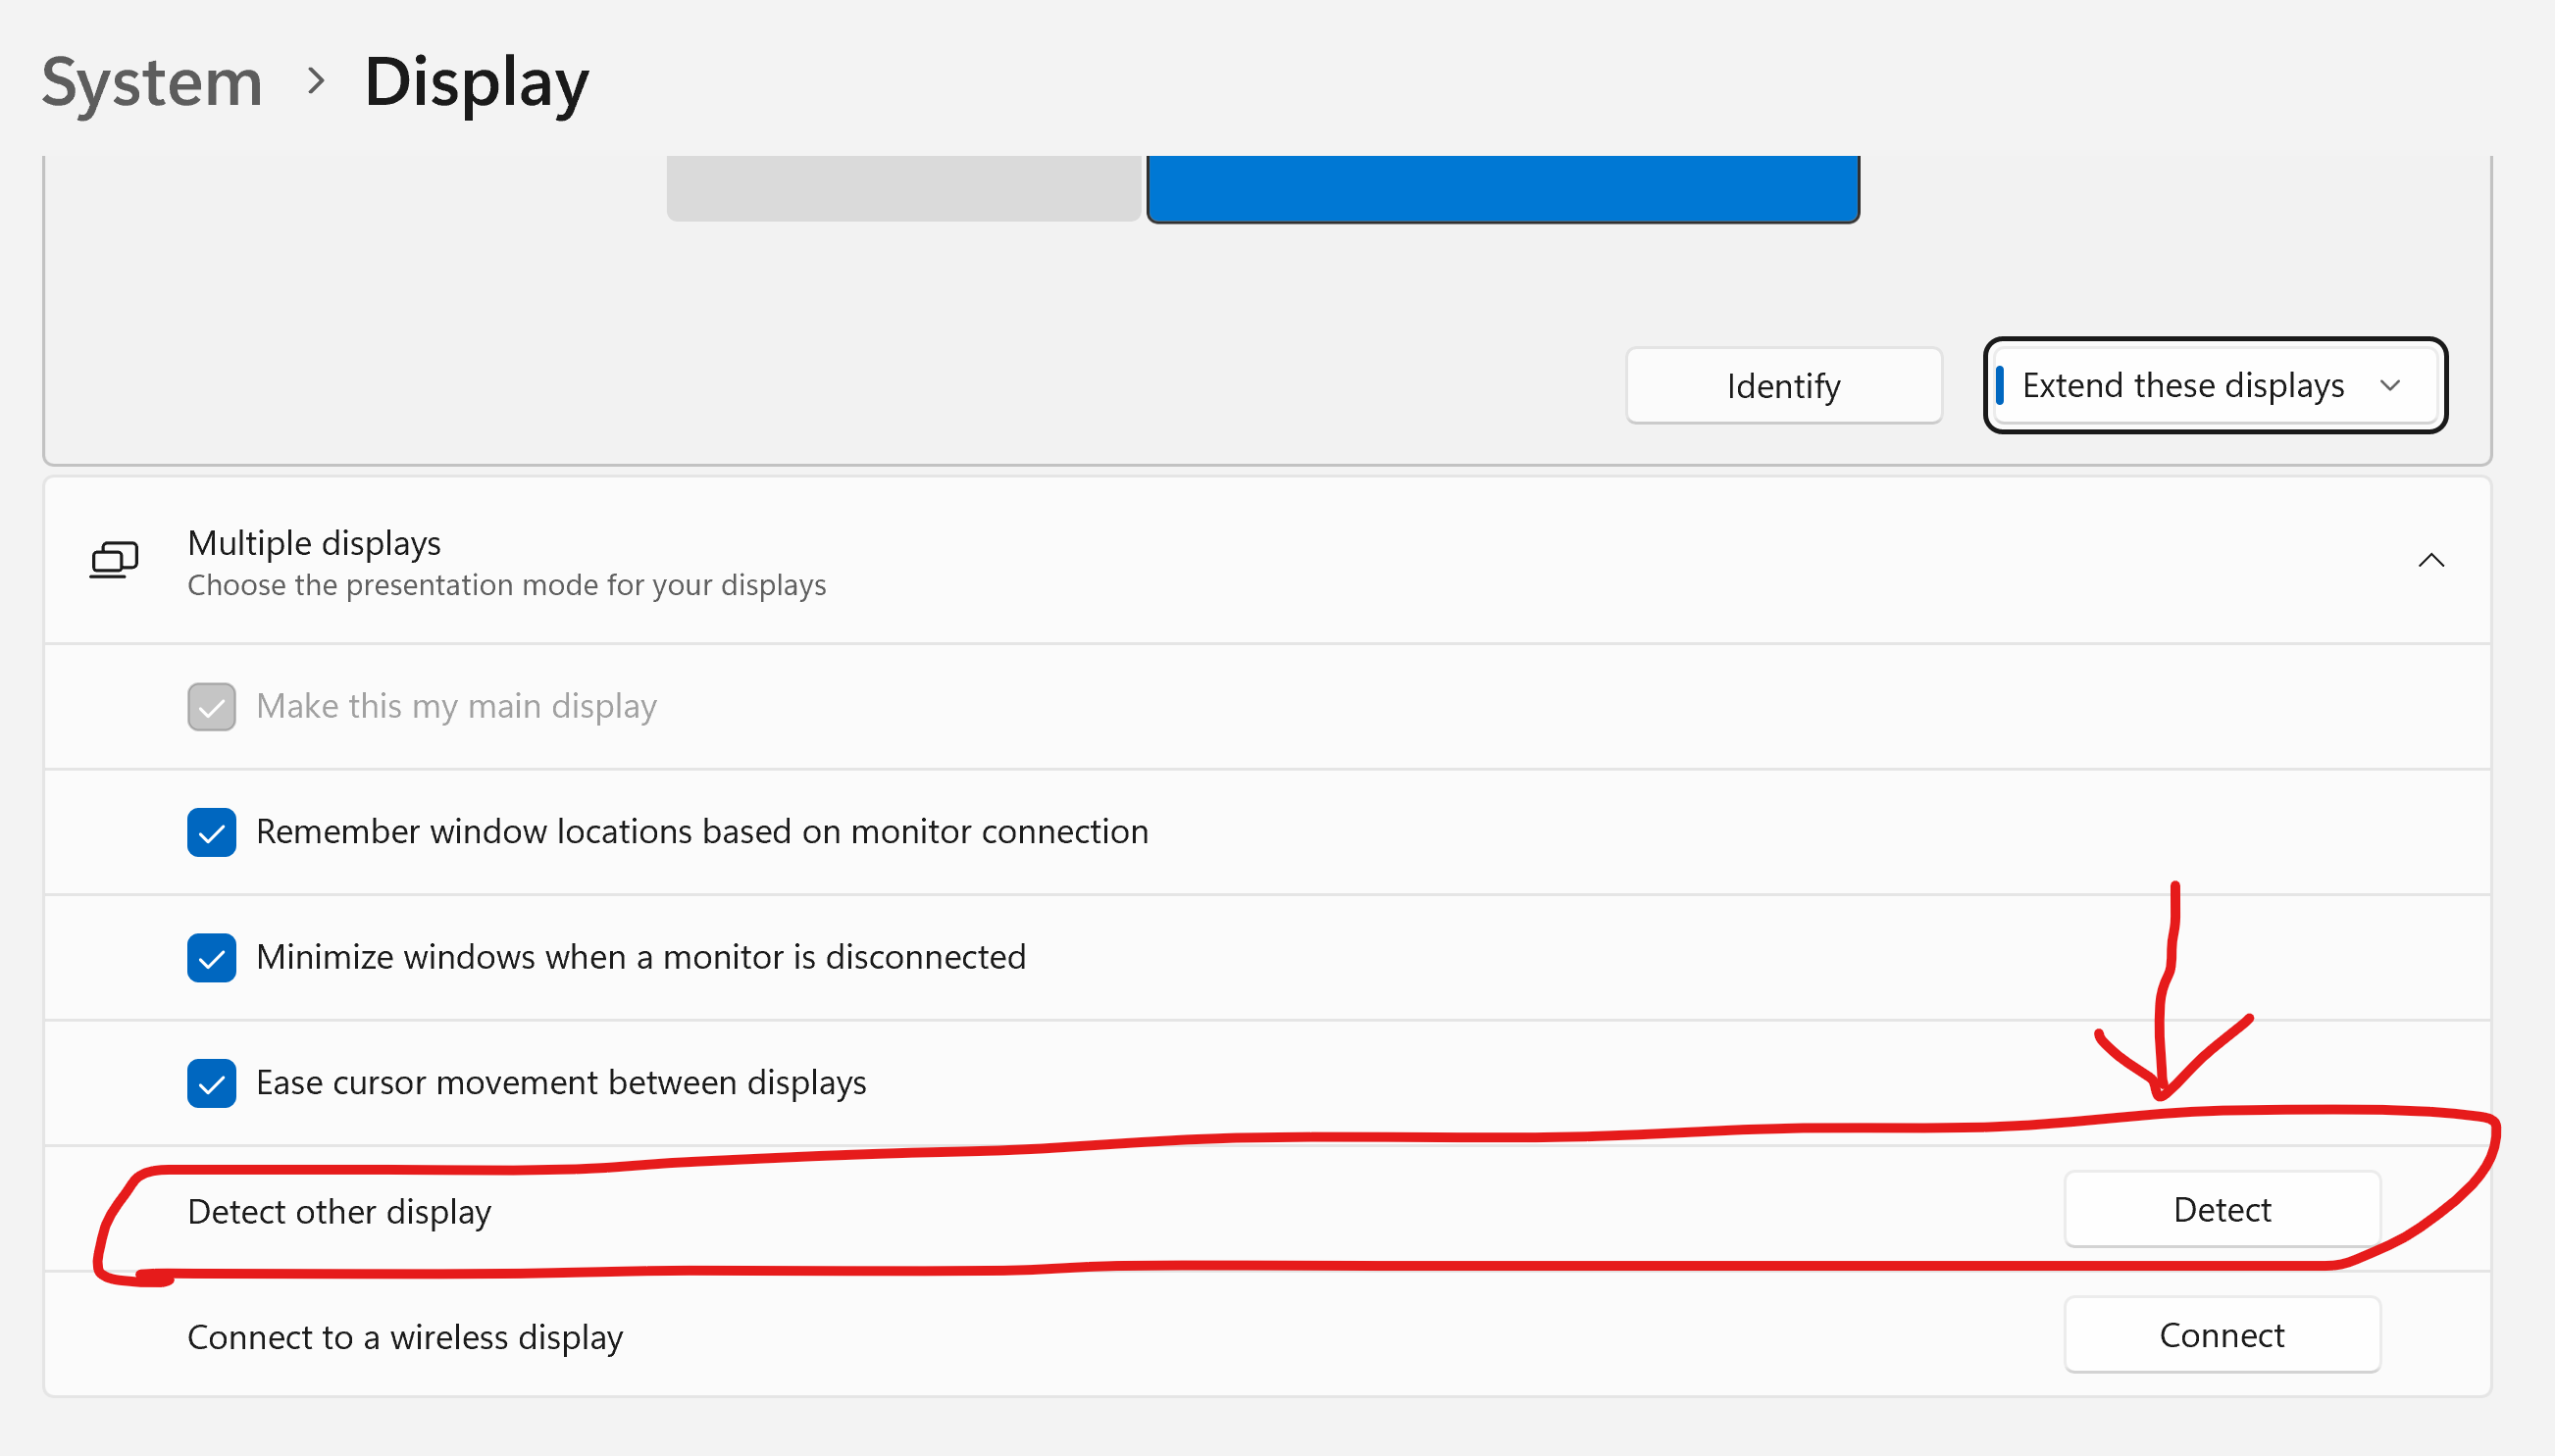 System > Display
Identify
Extend these displays
Multiple displays
Choose the presentation mode for your displays
Make this my main display
Remember window locations based on monitor connection
Minimize windows when a monitor is disconnected
Ease cursor movement between displays
Detect other display
Detect
Connect to a wireless display
Connect